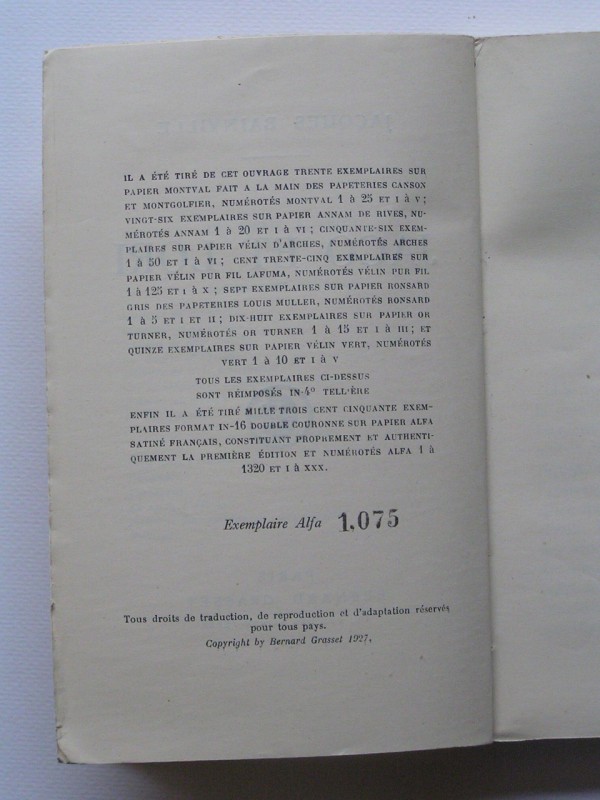 IL A ÉTÉ TIRÉ DE CET OUVRAGE TRENTE EXEMPLAIRES SUR
PAPIER MONTVAL FAIT A LA MAIN DES PAPETERIES CANSON
ET MONTGOLFIER, NUMÉROTÉS MONTVAL 1 à 25 ET I à V ;
VINGT-SIX EXEMPLAIRES SUR PAPIER ANNAM DE RIVES, NU-
MÉROTÉS ANNAM 1 à 20 ET I à VI ; CINQUANTE-SIX EXEM-
PLAIRES SUR PAPIER VÉLIN D'ARCHES, NUMÉROTÉS ARCHES
1 à 50 ET I à VI ; CENT TRENTE-CINQ EXEMPLAIRES SUR
PAPIER VÉLIN PUR FIL LAFUMA, NUMÉROTÉS VÉLIN PUR FIL
1 à 125 ET I à X ; SEPT EXEMPLAIRES SUR PAPIER RONSARD
GRIS DES PAPETERIES LOUIS MULLER, NUMÉROTÉS RONSARD
1 à 5 ET I ET II ; DIX-HUIT EXEMPLAIRES SUR PAPIER OR
TURNER, NUMÉROTÉS OR TURNER 1 à 15 ET I à III ; ET
QUINZE EXEMPLAIRES SUR PAPIER VÉLIN VERT, NUMÉROTÉS
VERT 1 à 10 ET I à V
TOUS LES EXEMPLAIRES CI-DESSUS
SONT RÉIMPOSÉS IN-4º TELL'ÈRE
ENFIN IL A ÉTÉ TIRÉ MILLE TROIS CENT CINQUANTE EXEM-
PLAIRES FORMAT IN-16 DOUBLE COURONNE SUR PAPIER ALFA
SATINÉ FRANÇAIS, CONSTITUANT PROPREMENT ET AUTHENTI-
QUEMENT LA PREMIÈRE ÉDITION ET NUMÉROTÉS ALFA 1 à
1320 ET I à XXX.
Exemplaire Alfa 1,075
Tous droits de traduction, de reproduction et d'adaptation réservés
pour tous pays.
Copyright by Bernard Grasset 1927.